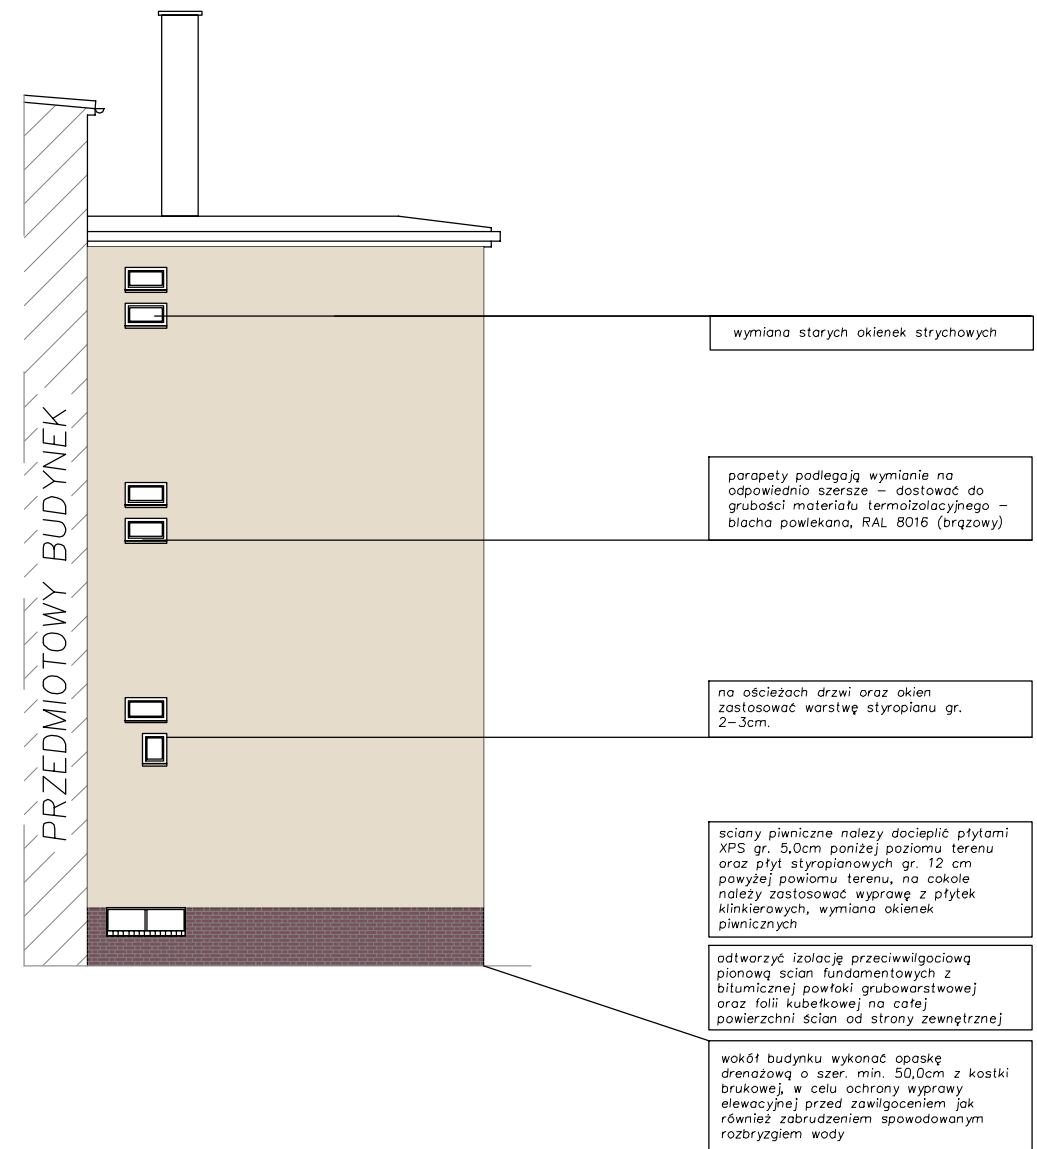 wymiana starych okienek strychowych
parapety podlegają wymianie na
odpowiednio szersze – dostować do
grubości materiału termoizolacyjnego –
blacha powlekana, RAL 8016 (brązowy)
PRZEDMIOTOWY BUDYNEK
na ościeżach drzwi oraz okien
zastosować warstwę styropianu gr.
2–3cm.
sciany piwniczne nalezy docieplić płytami
XPS gr. 5,0cm poniżej poziomu terenu
oraz płyt styropianowych gr. 12 cm
powyżej powiomu terenu, na cokole
należy zastosować wyprawę z płytek
klinkierowych, wymiana okienek
piwnicznych
odtworzyć izolację przeciwwilgociową
pionową scian fundamentowych z
bitumicznej powłoki grubowarstwowej
oraz folii kubełkowej na całej
powierzchni ścian od strony zewnętrznej
wokół budynku wykonać opaskę
drenażową o szer. min. 50,0cm z kostki
brukowej, w celu ochrony wyprawy
elewacyjnej przed zawilgoceniem jak
również zabrudzeniem spowodowanym
rozbryzgiem wody